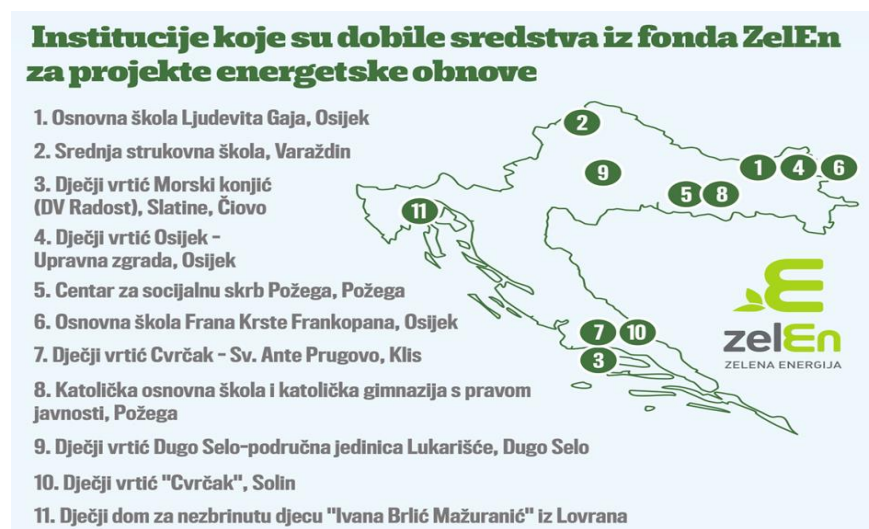 Institucije koje su dobile sredstva iz fonda ZelEn
za projekte energetske obnove
1. Osnovna škola Ljudevita Gaja, Osijek
2. Srednja strukovna škola, Varaždin
3. Dječji vrtić Morski konjić
(DV Radost), Slatine, Čiovo
4. Dječji vrtić Osijek -
Upravna zgrada, Osijek
5. Centar za socijalnu skrb Požega, Požega
6. Osnovna škola Frana Krste Frankopana, Osijek
7. Dječji vrtić Cvrčak - Sv. Ante Prugovo, Klis
8. Katolička osnovna škola i katolička gimnazija s pravom
javnosti, Požega
9. Dječji vrtić Dugo Selo-područna jedinica Lukarišće, Dugo Selo
10. Dječji vrtić "Cvrčak", Solin
11. Dječji dom za nezbrinutu djecu "Ivana Brlić Mažuranić" iz Lovrana
2
9
1
4
6
5
8
11
7
10
3
zelEn
ZELENA ENERGIJA